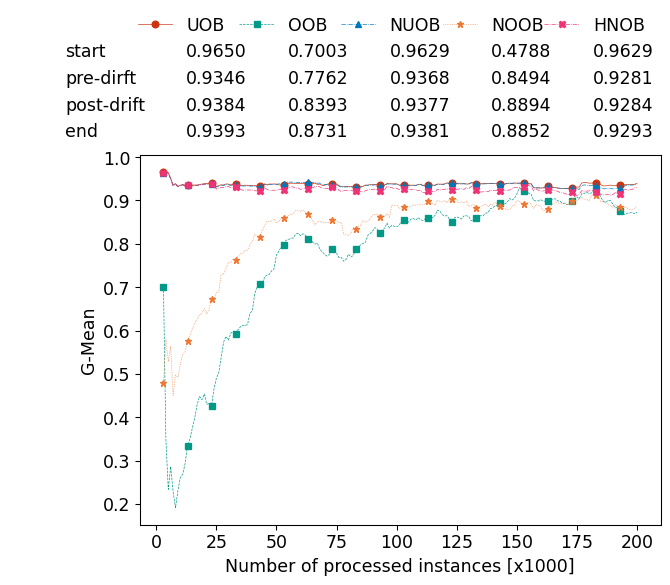 UOB OOB NUOB NOOB HNOB
start 0.9650 0.7003 0.9629 0.4788 0.9629
pre-dirft 0.9346 0.7762 0.9368 0.8494 0.9281
post-drift 0.9384 0.8393 0.9377 0.8894 0.9284
end 0.9393 0.8731 0.9381 0.8852 0.9293
1.0
0.9
0.8
0.7
0.6
0.5
0.4
0.3
0.2
G-Mean
0 25 50 75 100 125 150 175 200
Number of processed instances [x1000]